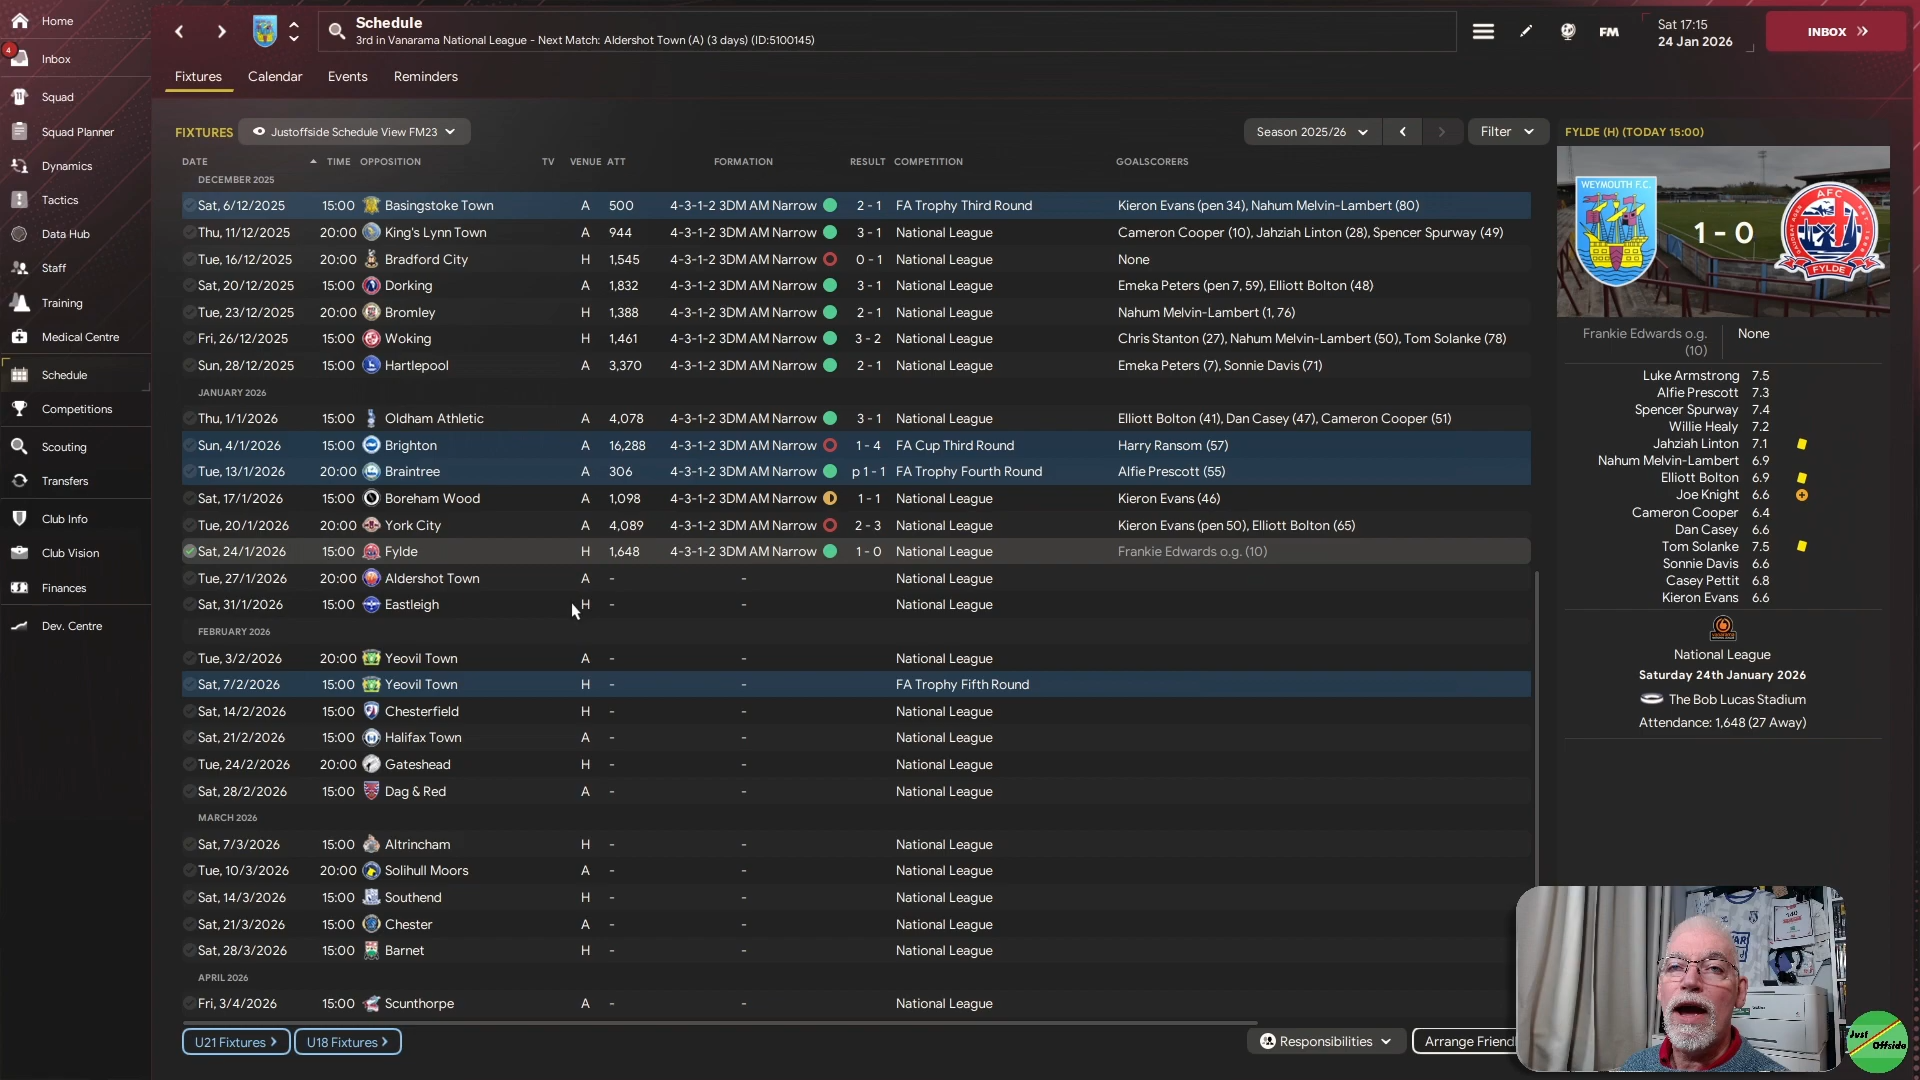 Home
4
Inbox
Squad
Squad Planner
Dynamics
Tactics
Data Hub
Staff
Training
Medical Centre
Schedule
Competitions
Scouting
Transfers
Club Info
Club Vision
Finances
Dev. Centre
Schedule
3rd in Vanarama National League - Next Match: Aldershot Town (A) (3 days) (ID:5100145)
FM
Sat 17:15
24 Jan 2026
INBOX
Fixtures Calendar Events Reminders
FIXTURES Justoffside Schedule View FM23 Season 2025/26 Filter
DATE TIME OPPOSITION TV VENUE ATT FORMATION RESULT COMPETITION GOALSCORERS
DECEMBER 2025
Sat, 6/12/2025 15:00 Basingstoke Town A 500 4-3-1-2 3DM AM Narrow 2 - 1 FA Trophy Third Round Kieron Evans (pen 34), Nahum Melvin-Lambert (80)
Thu, 11/12/2025 20:00 King's Lynn Town A 944 4-3-1-2 3DM AM Narrow 3 - 1 National League Cameron Cooper (10), Jahziah Linton (28), Spencer Spurway (49)
Tue, 16/12/2025 20:00 Bradford City H 1,545 4-3-1-2 3DM AM Narrow 0 - 1 National League None
Sat, 20/12/2025 15:00 Dorking A 1,832 4-3-1-2 3DM AM Narrow 3 - 1 National League Emeka Peters (pen 7, 59), Elliott Bolton (48)
Tue, 23/12/2025 20:00 Bromley H 1,388 4-3-1-2 3DM AM Narrow 2 - 1 National League Nahum Melvin-Lambert (1, 76)
Fri, 26/12/2025 15:00 Woking H 1,461 4-3-1-2 3DM AM Narrow 3 - 2 National League Chris Stanton (27), Nahum Melvin-Lambert (50), Tom Solanke (78)
Sun, 28/12/2025 15:00 Hartlepool A 3,370 4-3-1-2 3DM AM Narrow 2 - 1 National League Emeka Peters (7), Sonnie Davis (71)
JANUARY 2026
Thu, 1/1/2026 15:00 Oldham Athletic A 4,078 4-3-1-2 3DM AM Narrow 3 - 1 National League Elliott Bolton (41), Dan Casey (47), Cameron Cooper (51)
Sun, 4/1/2026 15:00 Brighton A 16,288 4-3-1-2 3DM AM Narrow 1 - 4 FA Cup Third Round Harry Ransom (57)
Tue, 13/1/2026 20:00 Braintree A 306 4-3-1-2 3DM AM Narrow p 1 - 1 FA Trophy Fourth Round Alfie Prescott (55)
Sat, 17/1/2026 15:00 Boreham Wood A 1,098 4-3-1-2 3DM AM Narrow 1 - 1 National League Kieron Evans (46)
Tue, 20/1/2026 20:00 York City A 4,089 4-3-1-2 3DM AM Narrow 2 - 3 National League Kieron Evans (pen 50), Elliott Bolton (65)
Sat, 24/1/2026 15:00 Fylde H 1,648 4-3-1-2 3DM AM Narrow 1 - 0 National League Frankie Edwards o.g. (10)
Tue, 27/1/2026 20:00 Aldershot Town A - - National League
Sat, 31/1/2026 15:00 Eastleigh H - - National League
FEBRUARY 2026
Tue, 3/2/2026 20:00 Yeovil Town A - - National League
Sat, 7/2/2026 15:00 Yeovil Town H - - FA Trophy Fifth Round
Sat, 14/2/2026 15:00 Chesterfield H - - National League
Sat, 21/2/2026 15:00 Halifax Town A - - National League
Tue, 24/2/2026 20:00 Gateshead H - - National League
Sat, 28/2/2026 15:00 Dag & Red A - - National League
MARCH 2026
Sat, 7/3/2026 15:00 Altrincham H - - National League
Tue, 10/3/2026 20:00 Solihull Moors A - - National League
Sat, 14/3/2026 15:00 Southend H - - National League
Sat, 21/3/2026 15:00 Chester A - - National League
Sat, 28/3/2026 15:00 Barnet H - - National League
APRIL 2026
Fri, 3/4/2026 15:00 Scunthorpe A - - National League
U21 Fixtures U18 Fixtures Responsibilities Arrange Friend
FYLDE (H) (TODAY 15:00)
WEYMOUTH F.C.
1 - 0
AFC
FYLDE
Frankie Edwards o.g. (10) None
Luke Armstrong 7.5
Alfie Prescott 7.3
Spencer Spurway 7.4
Willie Healy 7.2
Jahziah Linton 7.1
Nahum Melvin-Lambert 6.9
Elliott Bolton 6.9
Joe Knight 6.6
Cameron Cooper 6.4
Dan Casey 6.6
Tom Solanke 7.5
Sonnie Davis 6.6
Casey Pettit 6.8
Kieron Evans 6.6
National League
Saturday 24th January 2026
The Bob Lucas Stadium
Attendance: 1,648 (27 Away)
140
Just
Offside